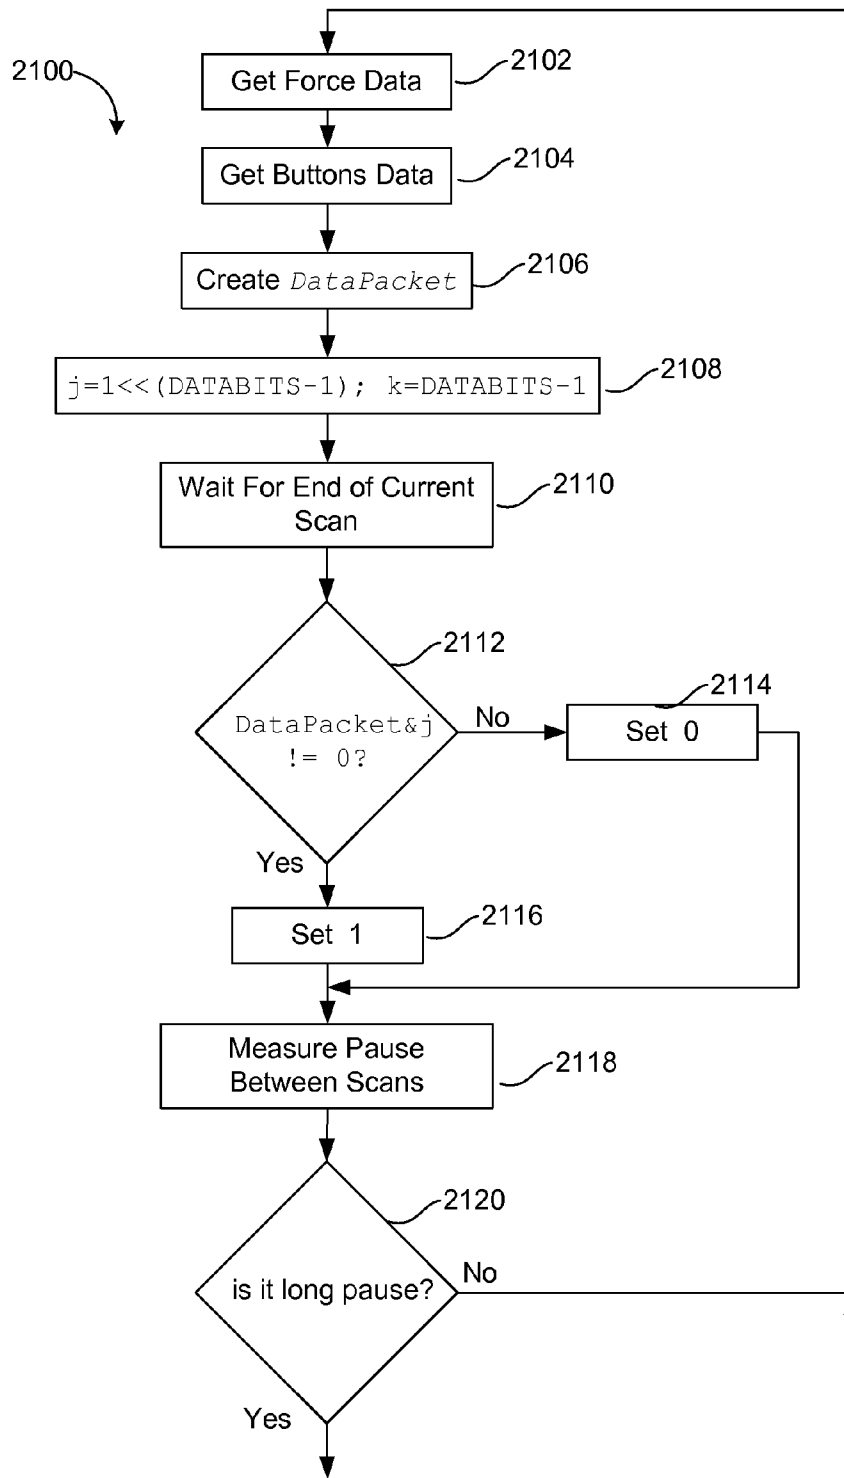 2100
Get Force Data
2102
Get Buttons Data
2104
Create DataPacket
2106
j=1<<(DATABITS-1); k=DATABITS-1
2108
Wait For End of Current
Scan
2110
2112
DataPacket&j
!= 0?
No
2114
Set 0
Yes
Set 1
2116
Measure Pause
Between Scans
2118
2120
is it long pause?
No
Yes